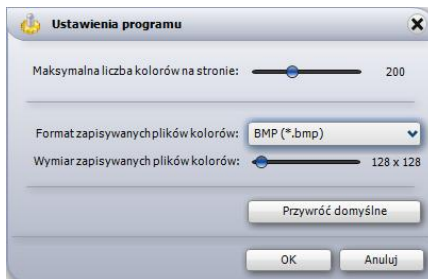 Ustawienia programu
Maksymalna liczba kolorów na stronie: 200
Format zapisywanych plików kolorów: BMP (*.bmp)
Wymiar zapisywanych plików kolorów: 128 x 128
Przywróć domyślne
OK Anuluj